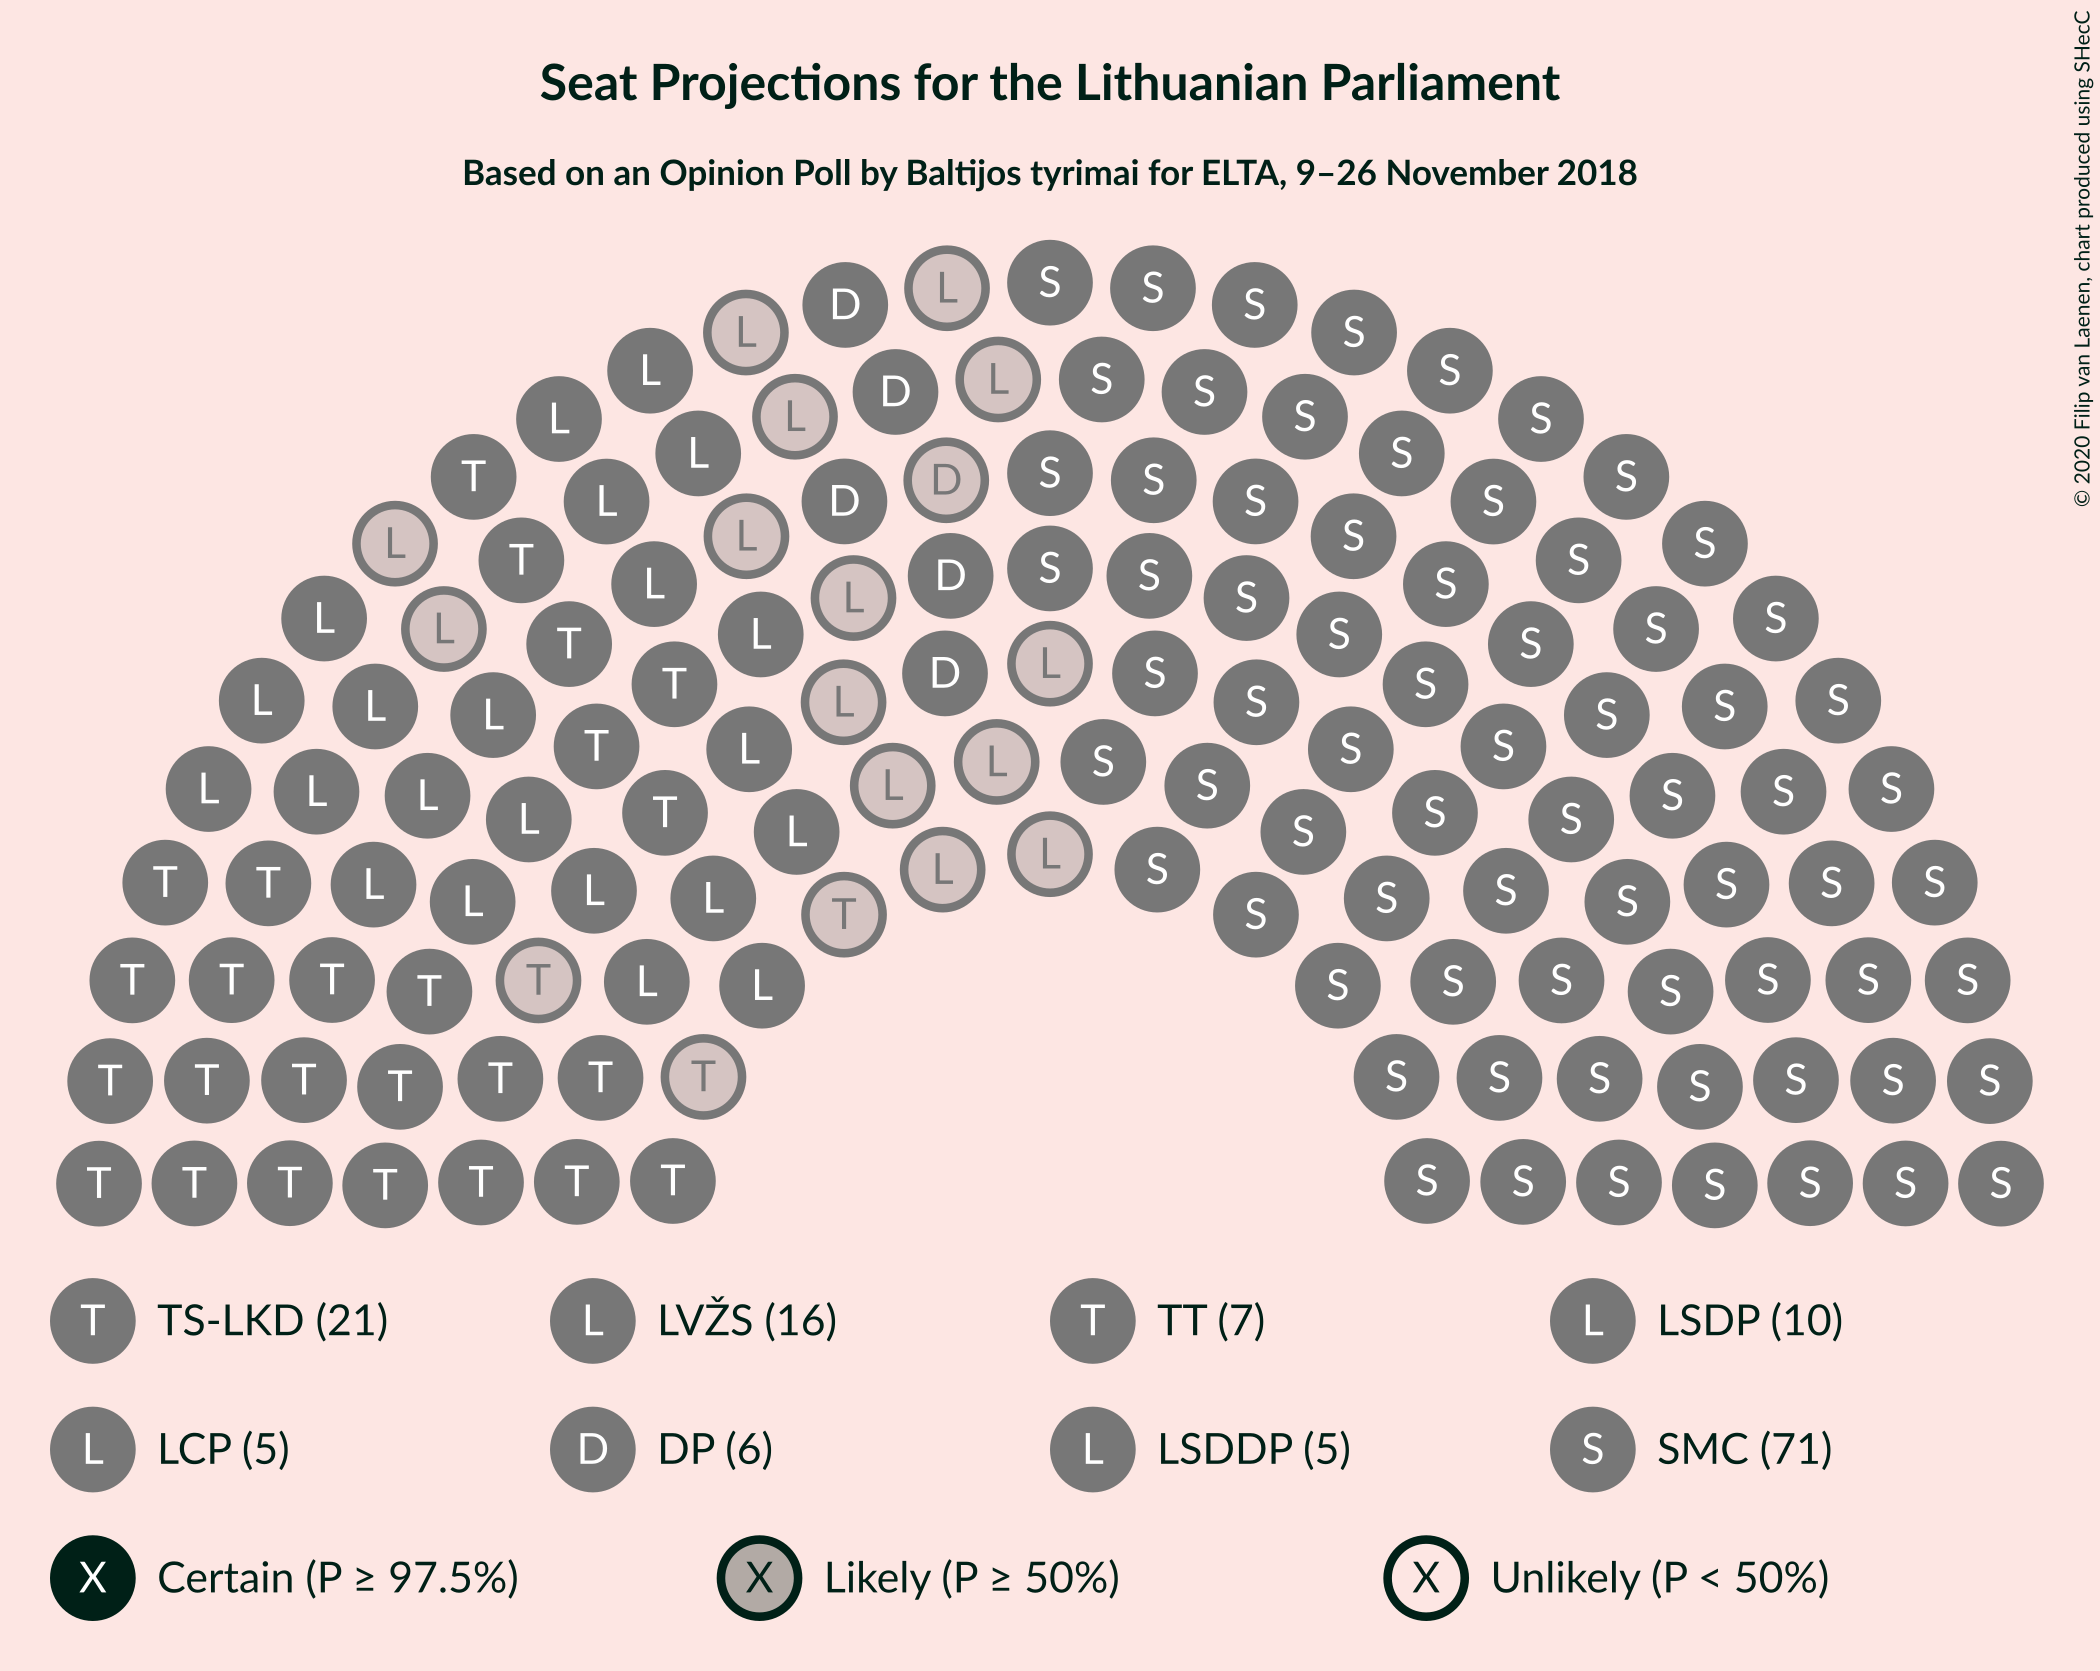 Seat Projections for the Lithuanian Parliament
Based on an Opinion Poll by Baltijos tyrimai for ELTA, 9–26 November 2018
© 2020 Filip van Laenen, chart produced using SHecC
L D L S S S S
L L D L S S S S
T L L L D D S S S S S S
L T L L L L D S S S S S S S
L L T L T L L D L S S S S S S S S
L L L L T T L L L S S S S S S S S
L L L L T L L T L L S S S S S S S S
T T L L L L T L L S S S S S S S S
T T T T T L L S S S S S S S
T T T T T T T S S S S S S S
T T T T T T T S S S S S S S
T TS-LKD (21) L LVŽS (16) T TT (7) L LSDP (10)
L LCP (5) D DP (6) L LSDDP (5) S SMC (71)
X Certain (P ≥ 97.5%) X Likely (P ≥ 50%) X Unlikely (P < 50%)